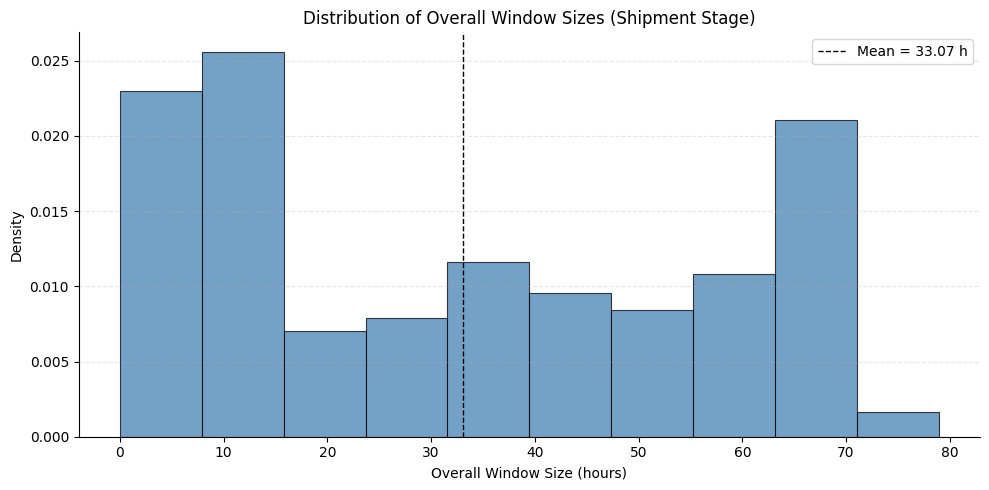 Distribution of Overall Window Sizes (Shipment Stage)
Mean = 33.07 h
Density
0.025
0.020
0.015
0.010
0.005
0.000
0 10 20 30 40 50 60 70 80
Overall Window Size (hours)